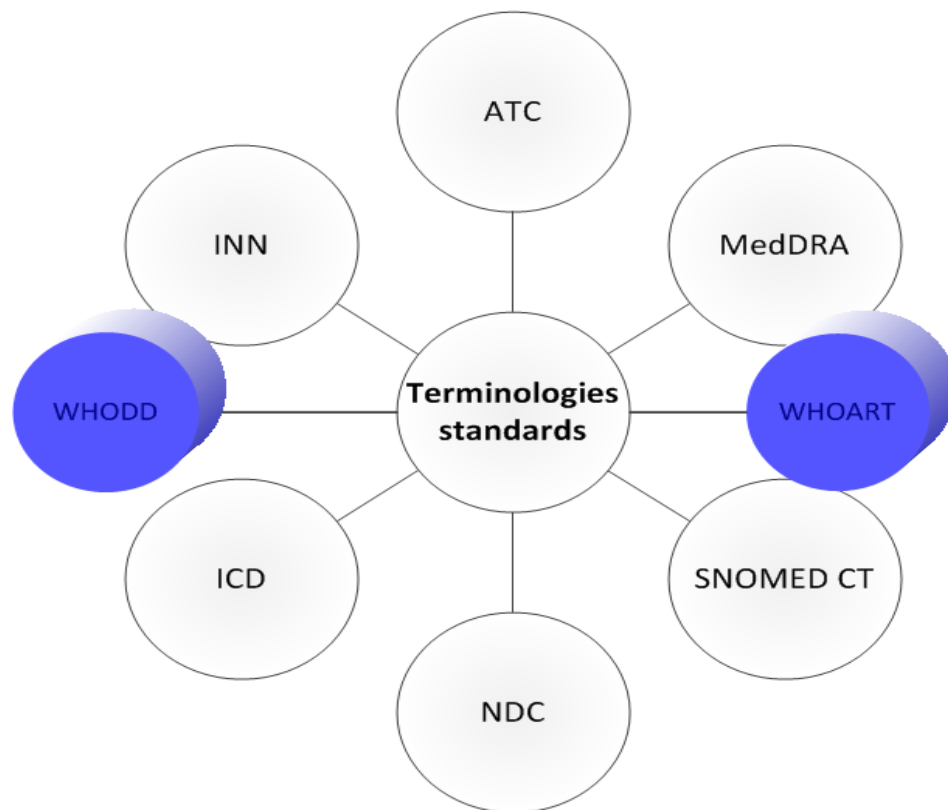 ATC
INN
MedDRA
WHODD
Terminologies
standards
WHOART
ICD
SNOMED CT
NDC